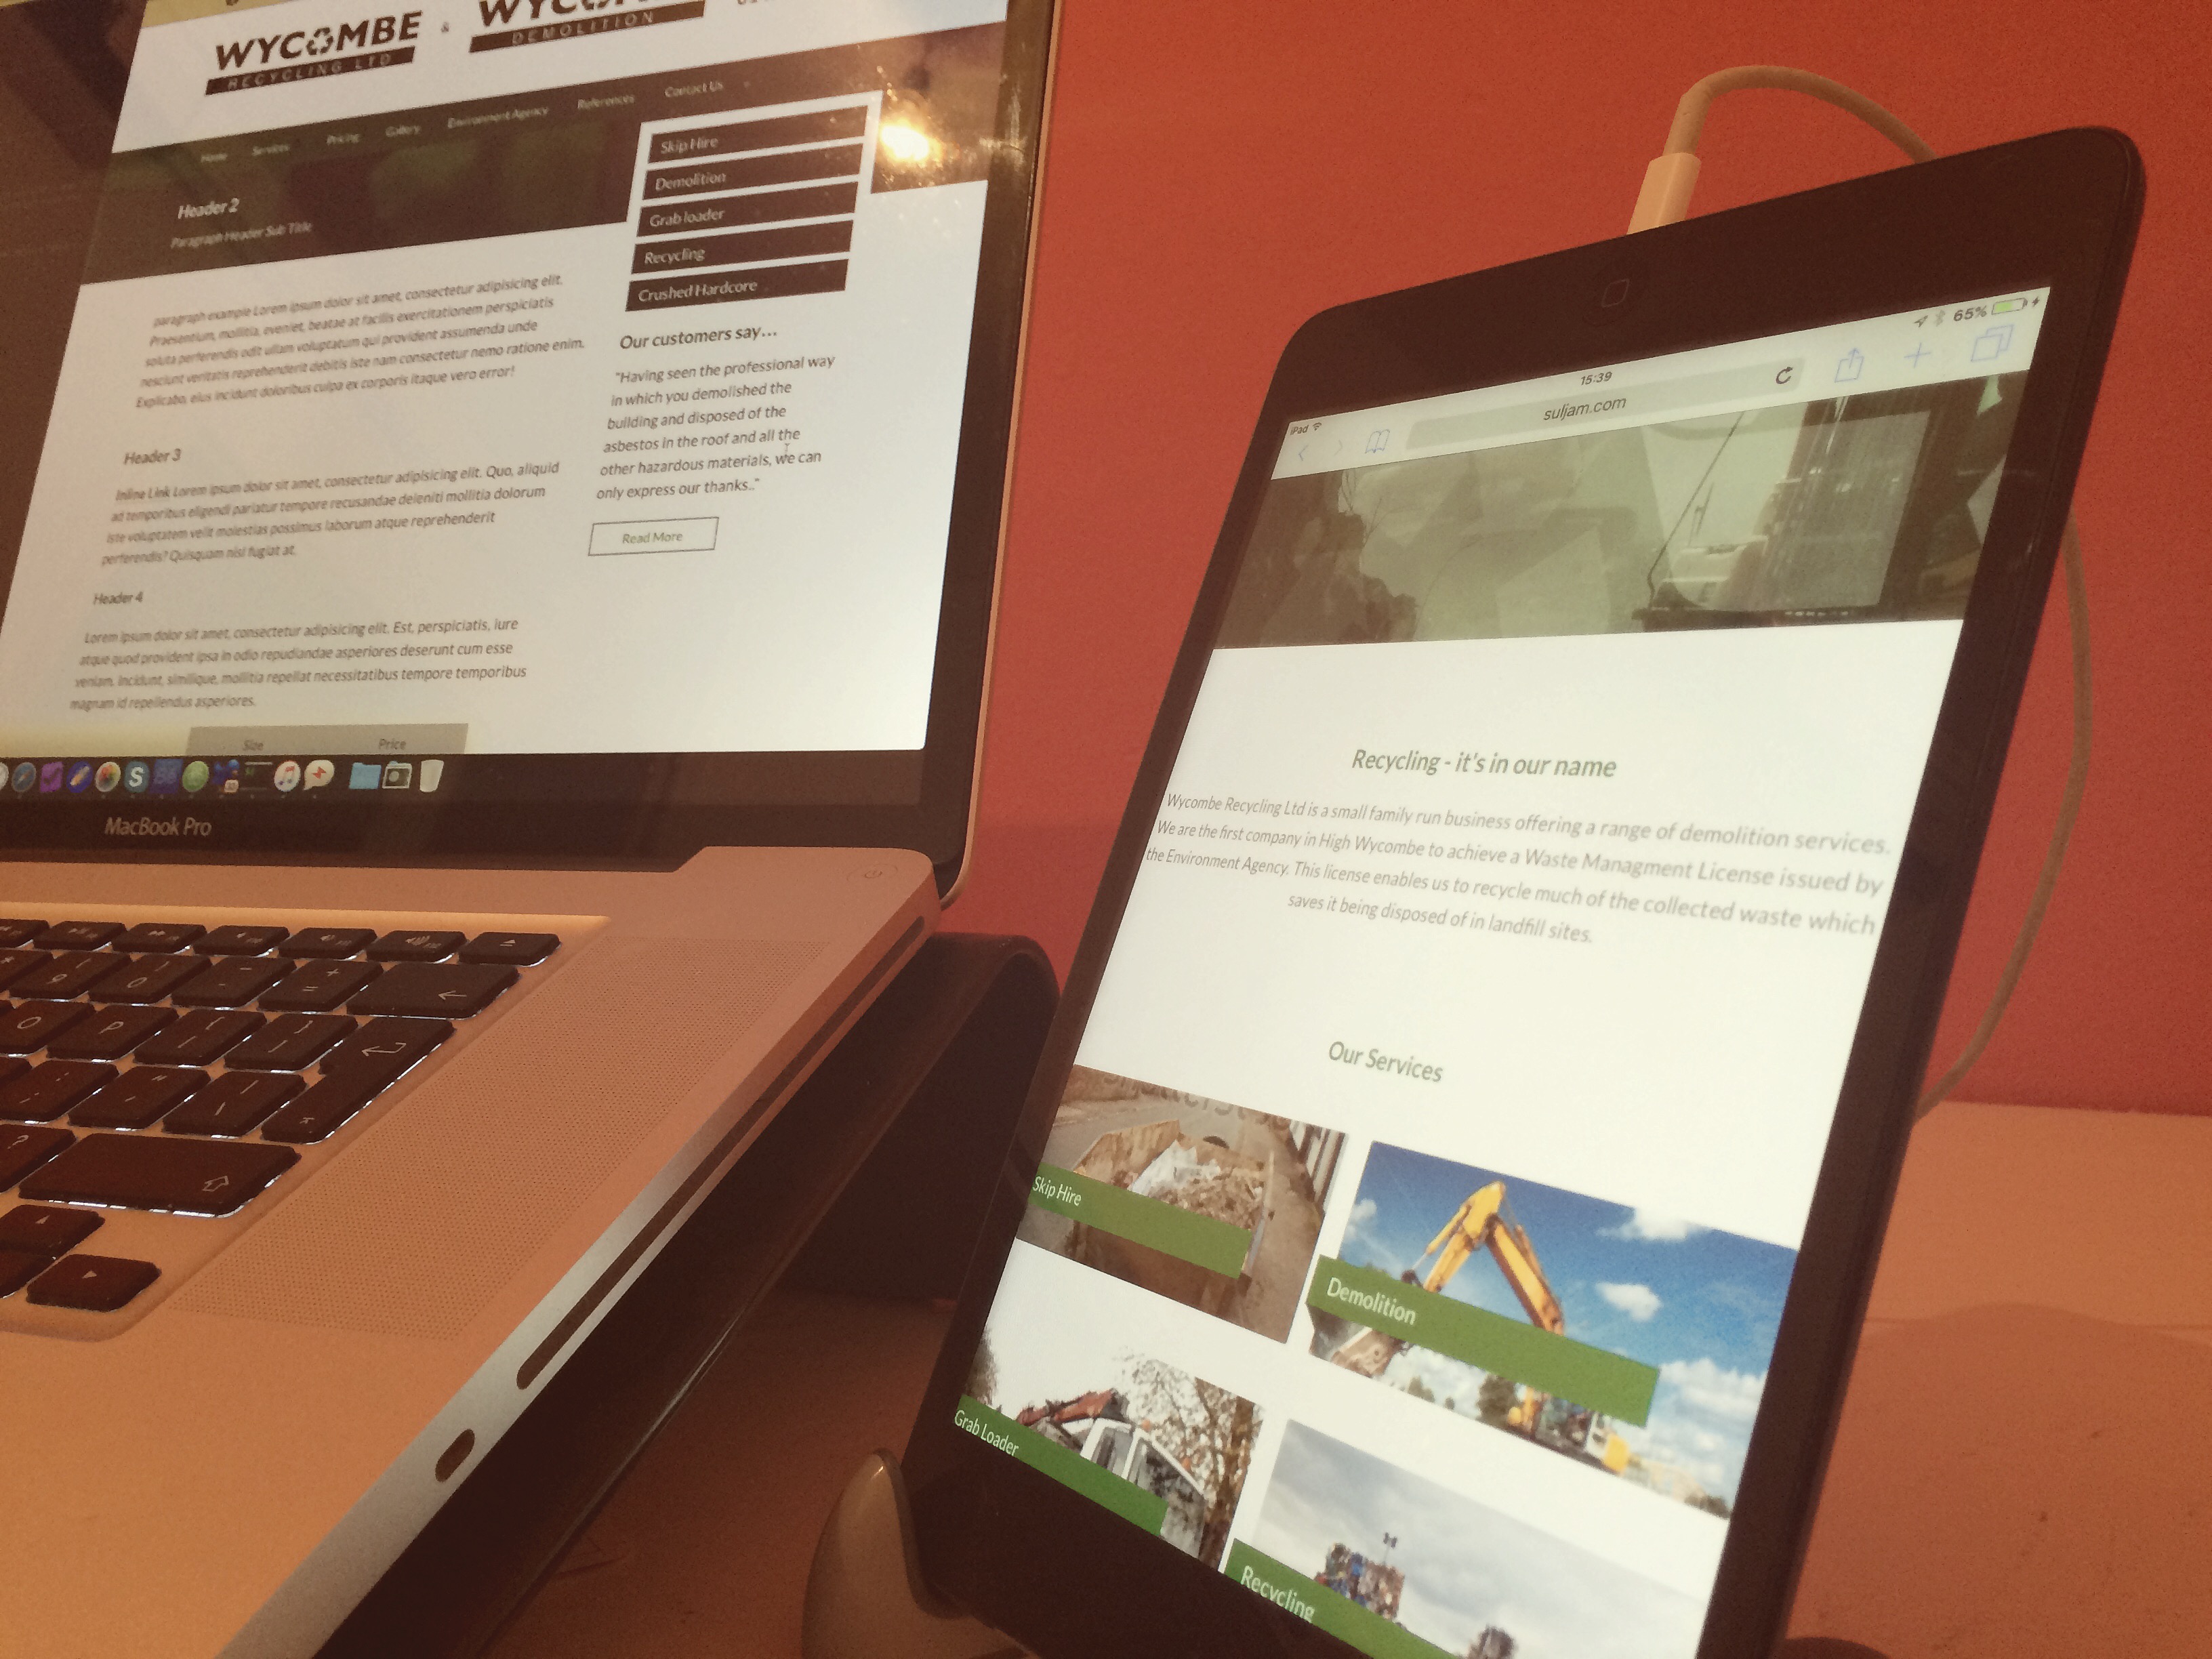 WYCOMBE
RECYCLING LTD
&
DEMOLITION
Home Services Pricing Gallery Environment Agency References Contact Us
Header 2
Paragraph Header Sub Title
Skip Hire
Demolition
Grab loader
Recycling
Crushed Hardcore
paragraph example Lorem ipsum dolor sit amet, consectetur adipisicing elit.
Praesentium, mollitia, eveniet, beatae at facilis exercitationem perspiciatis
soluta perferendis odit ullam voluptatum qui provident assumenda unde
nesciunt veritatis reprehenderit debitis iste nam consectetur nemo ratione enim.
Explicabo, eius incidunt doloribus culpa ex corporis itaque vero error!
Header 3
Inline Link Lorem ipsum dolor sit amet, consectetur adipisicing elit. Quo, aliquid
ad temporibus eligendi pariatur tempore recusandae deleniti mollitia dolorum
iste voluptatem velit molestias possimus laborum atque reprehenderit
perferendis? Quisquam nisi fugiat at.
Header 4
Lorem ipsum dolor sit amet, consectetur adipisicing elit. Est, perspiciatis, iure
atque quod provident ipsa in odio repudiandae asperiores deserunt cum esse
veniam. Incidunt, similique, mollitia repellat necessitatibus tempore temporibus
magnam id repellendus asperiores.
Size Price
Our customers say...
"Having seen the professional way
in which you demolished the
building and disposed of the
asbestos in the roof and all the
other hazardous materials, we can
only express our thanks.."
Read More
MacBook Pro
iPad 15:39 65%
suljam.com
Recycling - it's in our name
Wycombe Recycling Ltd is a small family run business offering a range of demolition services.
We are the first company in High Wycombe to achieve a Waste Managment License issued by
the Environment Agency. This license enables us to recycle much of the collected waste which
saves it being disposed of in landfill sites.
Our Services
Skip Hire
Demolition
Grab Loader
Recycling